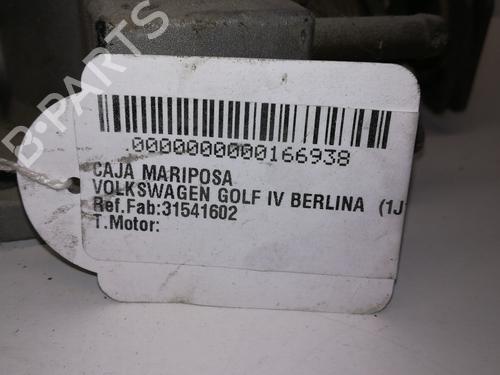 B-PARTS
.0000000000166938
CAJA MARIPOSA
VOLKSWAGEN GOLF IV BERLINA (1J
Ref.Fab:31541602
T.Motor: